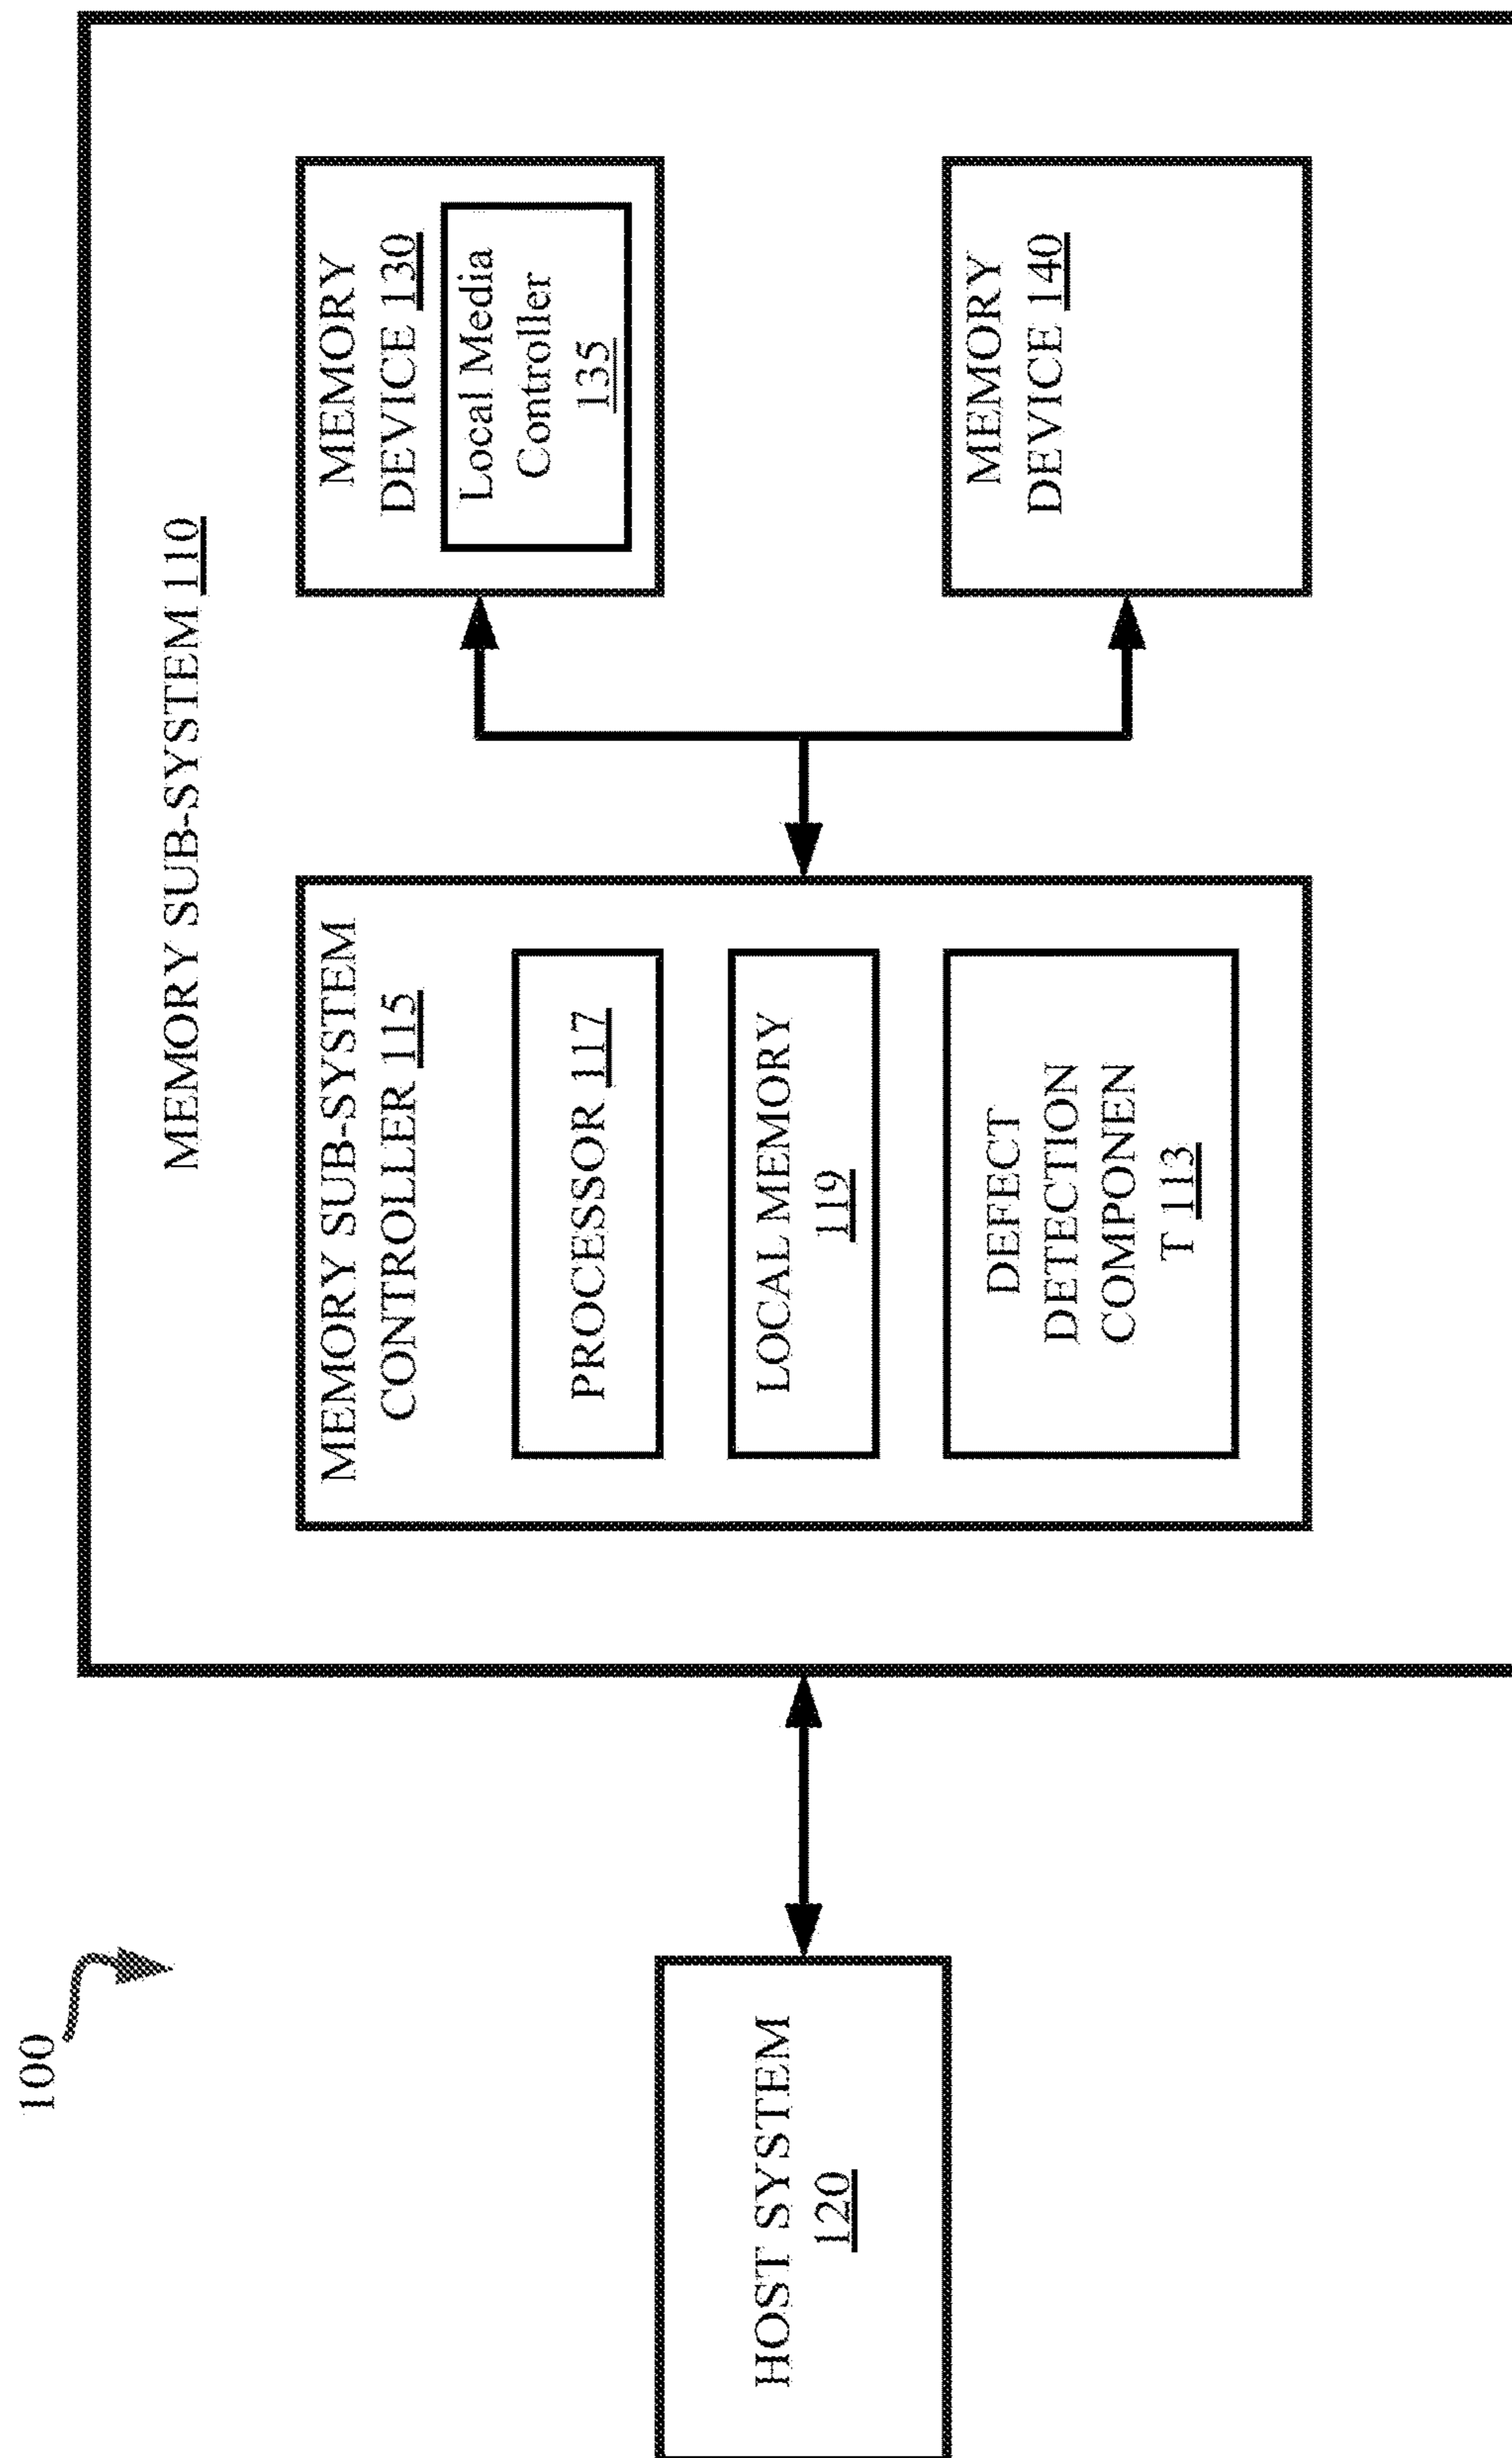 100
MEMORY SUB-SYSTEM 110
HOST SYSTEM
120
MEMORY SUB-SYSTEM
CONTROLLER 115
PROCESSOR 117
LOCAL MEMORY
119
DEFECT
DETECTION
COMPONEN
T 113
MEMORY
DEVICE 130
Local Media
Controller
135
MEMORY
DEVICE 140